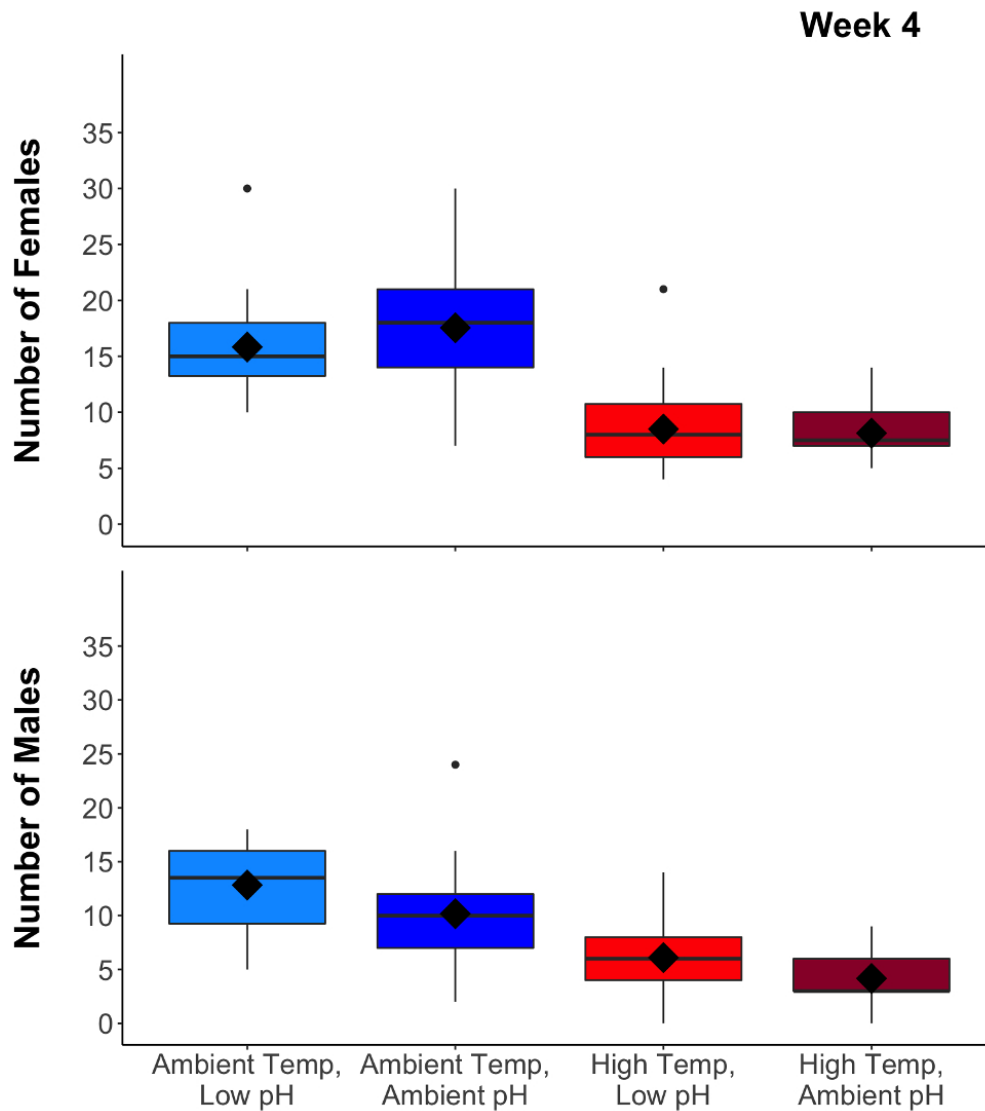 Week 4
Number of Females
35
30
25
20
15
10
5
0
Number of Males
35
30
25
20
15
10
5
0
Ambient Temp,
Low pH
Ambient Temp,
Ambient pH
High Temp,
Low pH
High Temp,
Ambient pH